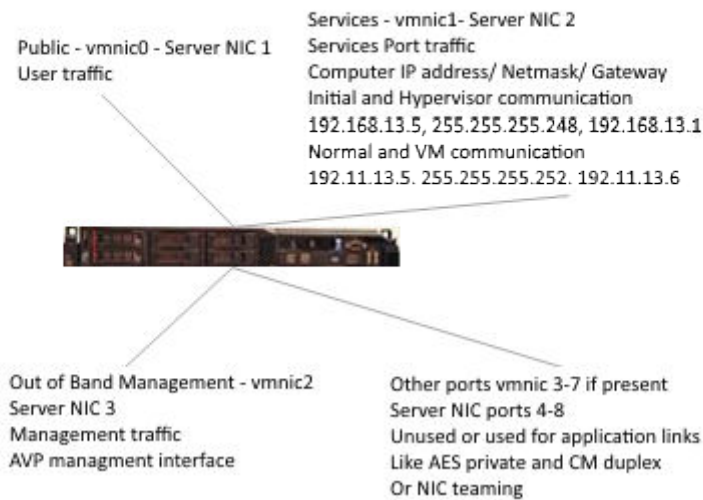 Public - vmnic0 - Server NIC 1
User traffic
Services - vmnic1- Server NIC 2
Services Port traffic
Computer IP address/ Netmask/ Gateway
Initial and Hypervisor communication
192.168.13.5, 255.255.255.248, 192.168.13.1
Normal and VM communication
192.11.13.5. 255.255.255.252. 192.11.13.6
Out of Band Management - vmnic2
Server NIC 3
Management traffic
AVP managment interface
Other ports vmnic 3-7 if present
Server NIC ports 4-8
Unused or used for application links
Like AES private and CM duplex
Or NIC teaming